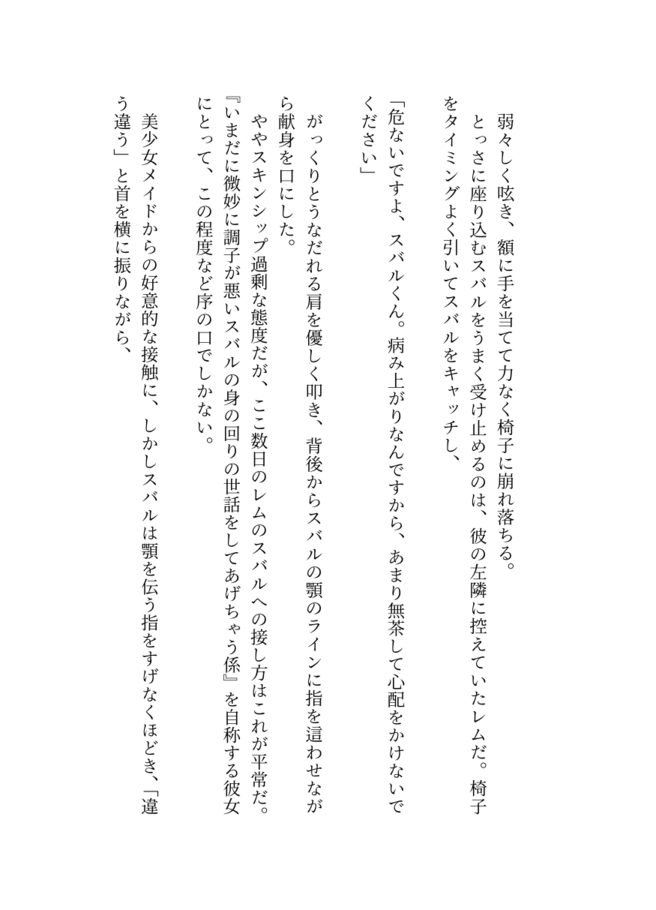 弱々しく呟き、額に手を当てて力なく椅子に崩れ落ちる。
とっさに座り込むスバルをうまく受け止めるのは、彼の左隣に控えていたレムだ。椅子
をタイミングよく引いてスバルをキャッチし、
「危ないですよ、スバルくん。病み上がりなんですから、あまり無茶して心配をかけないで
ください」
がっくりとうなだれる肩を優しく叩き、背後からスバルの顎のラインに指を這わせなが
ら献身を口にした。
ややスキンシップ過剰な態度だが、ここ数日のレムのスバルへの接し方はこれが平常だ。
『いまだに微妙に調子が悪いスバルの身の回りの世話をしてあげちゃう係』を自称する彼女
にとって、この程度など序の口でしかない。
美少女メイドからの好意的な接触に、しかしスバルは顎を伝う指をすげなくほどき、「違
う違う」と首を横に振りながら、